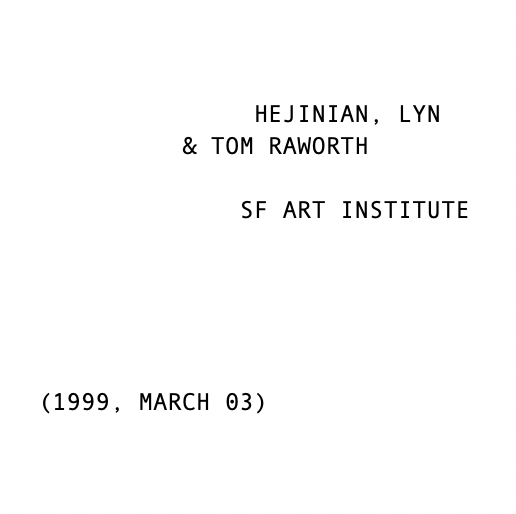 HEJINIAN, LYN
& TOM RAWORTH
SF ART INSTITUTE
(1999, MARCH 03)